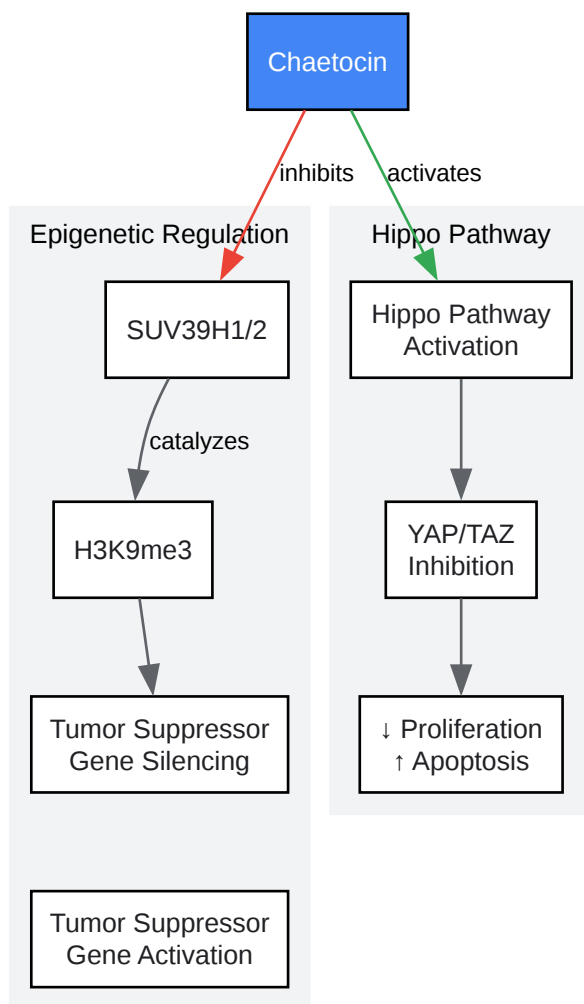 Chaetocin
inhibits
activates
Epigenetic Regulation
Hippo Pathway
SUV39H1/2
Hippo Pathway
Activation
catalyzes
H3K9me3
YAP/TAZ
Inhibition
Tumor Suppressor
Gene Silencing
↓ Proliferation
↑ Apoptosis
Tumor Suppressor
Gene Activation